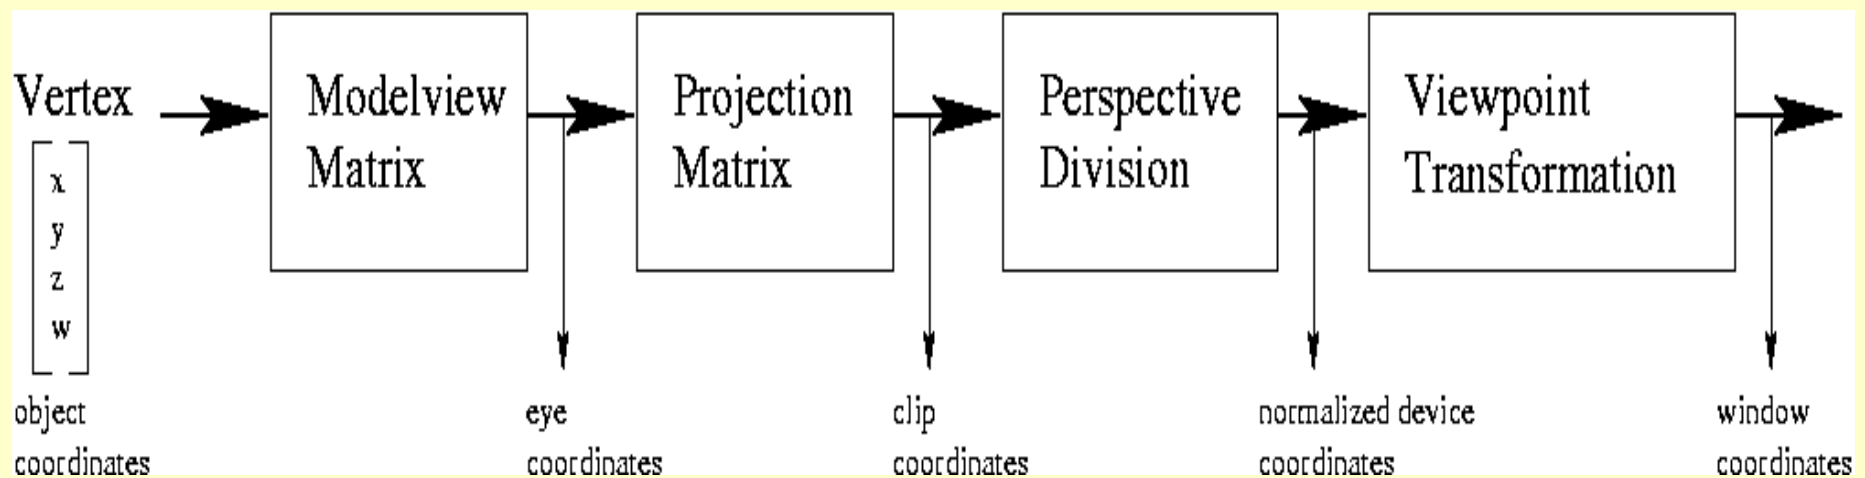 Vertex
x
y
z
w
object
coordinates
Modelview
Matrix
eye
coordinates
Projection
Matrix
clip
coordinates
Perspective
Division
normalized device
coordinates
Viewpoint
Transformation
window
coordinates